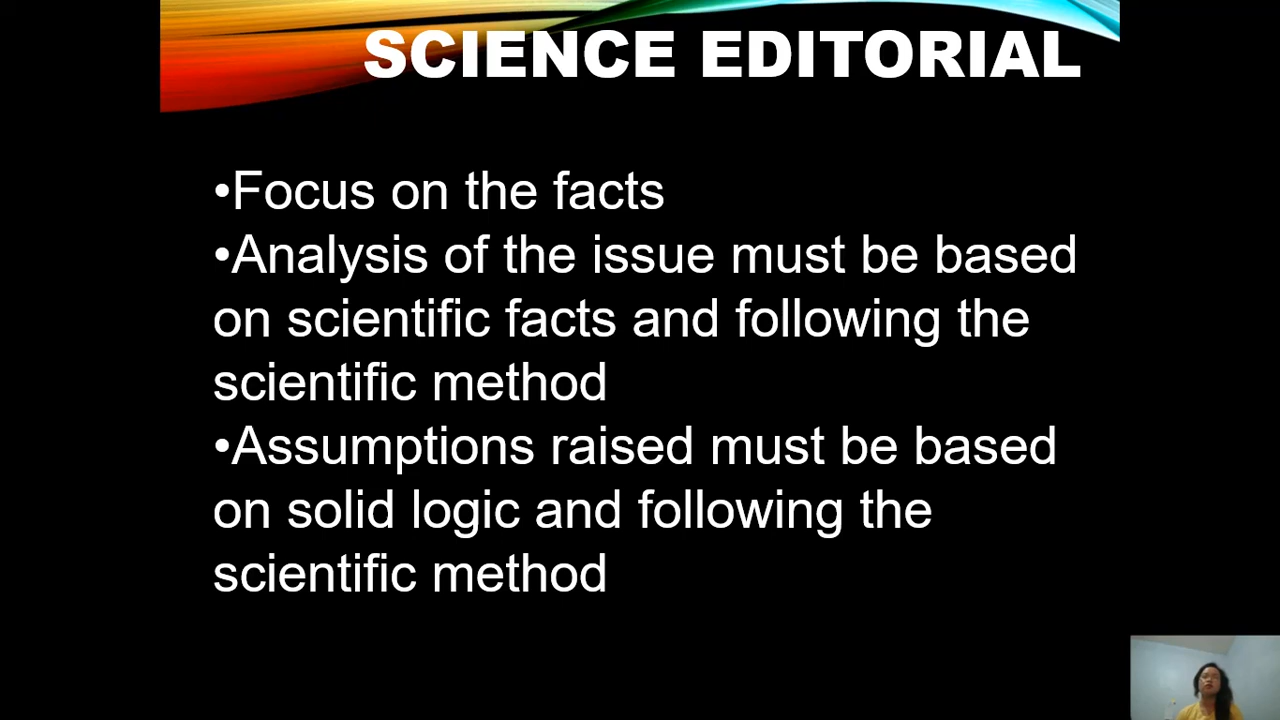 SCIENCE EDITORIAL
•Focus on the facts
•Analysis of the issue must be based
on scientific facts and following the
scientific method
•Assumptions raised must be based
on solid logic and following the
scientific method